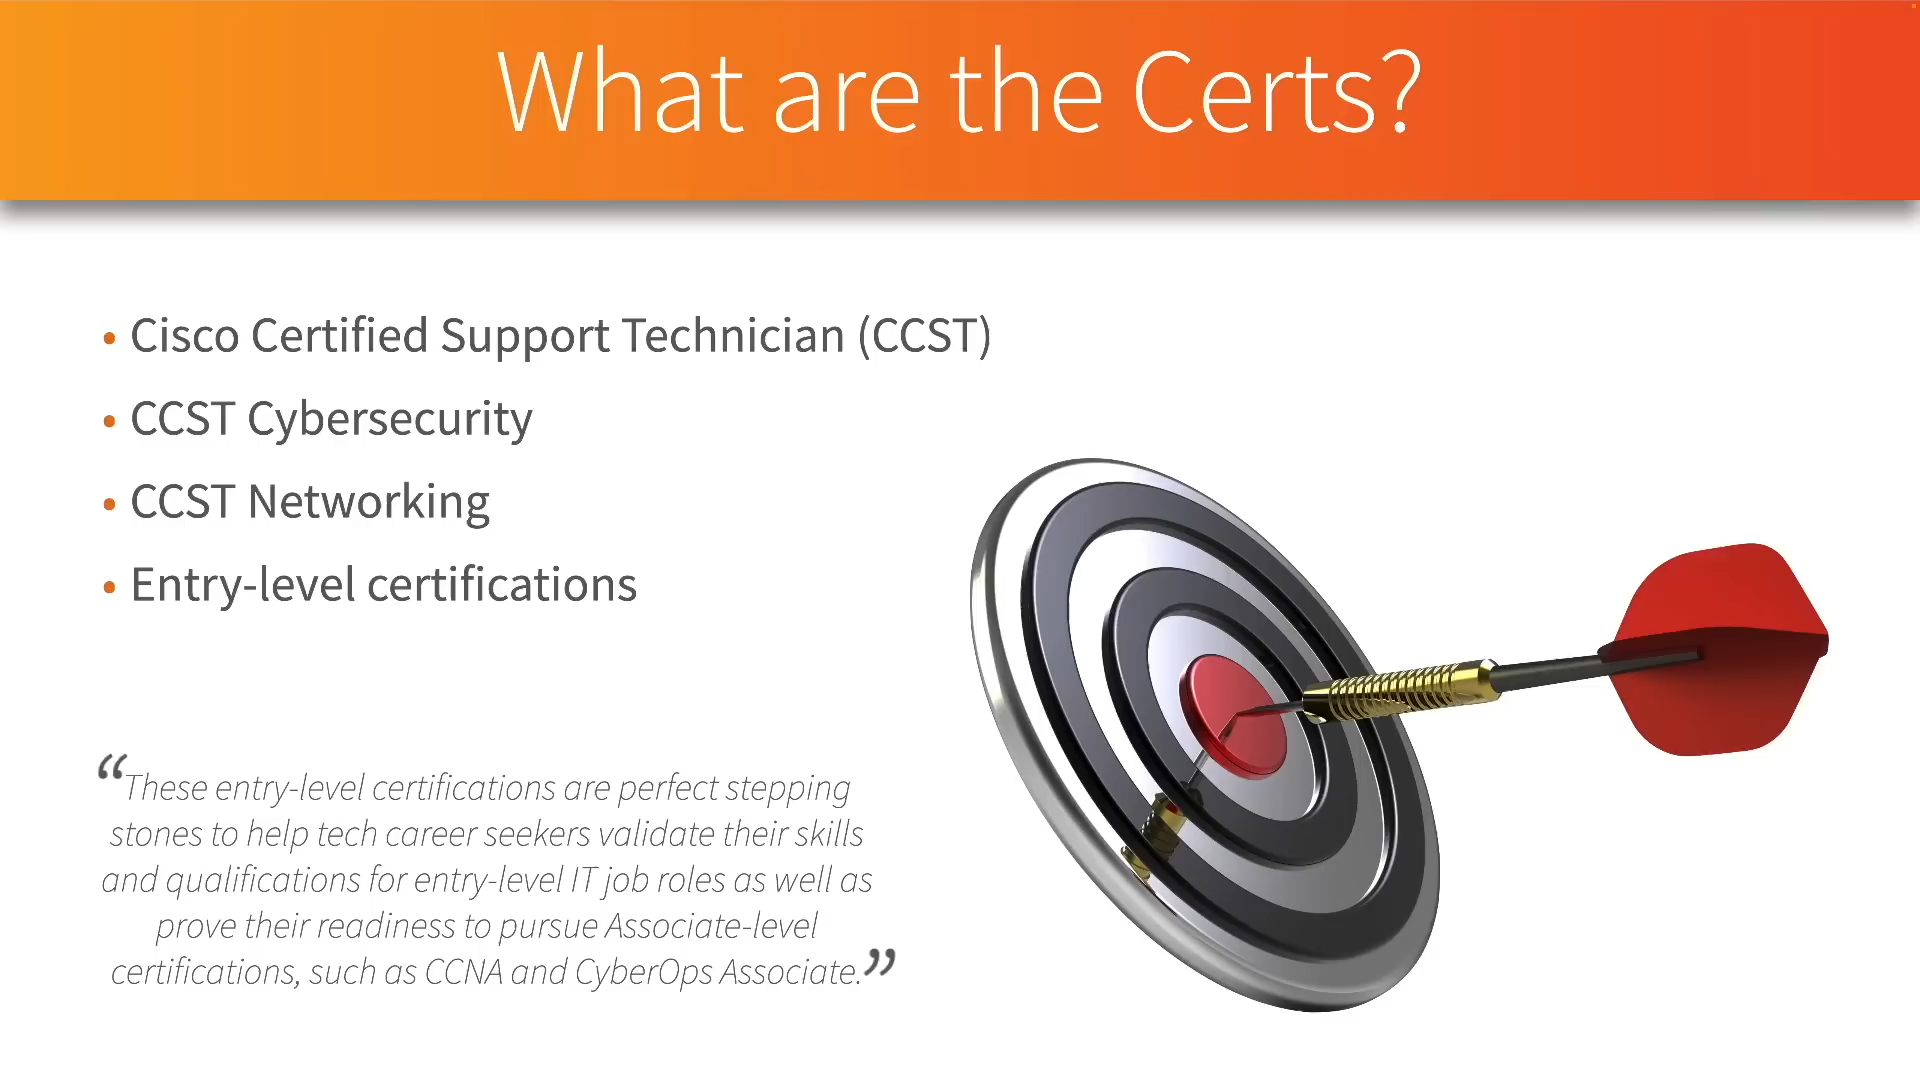 What are the Certs?
• Cisco Certified Support Technician (CCST)
• CCST Cybersecurity
• CCST Networking
• Entry-level certifications
“These entry-level certifications are perfect stepping
stones to help tech career seekers validate their skills
and qualifications for entry-level IT job roles as well as
prove their readiness to pursue Associate-level
certifications, such as CCNA and CyberOps Associate.”